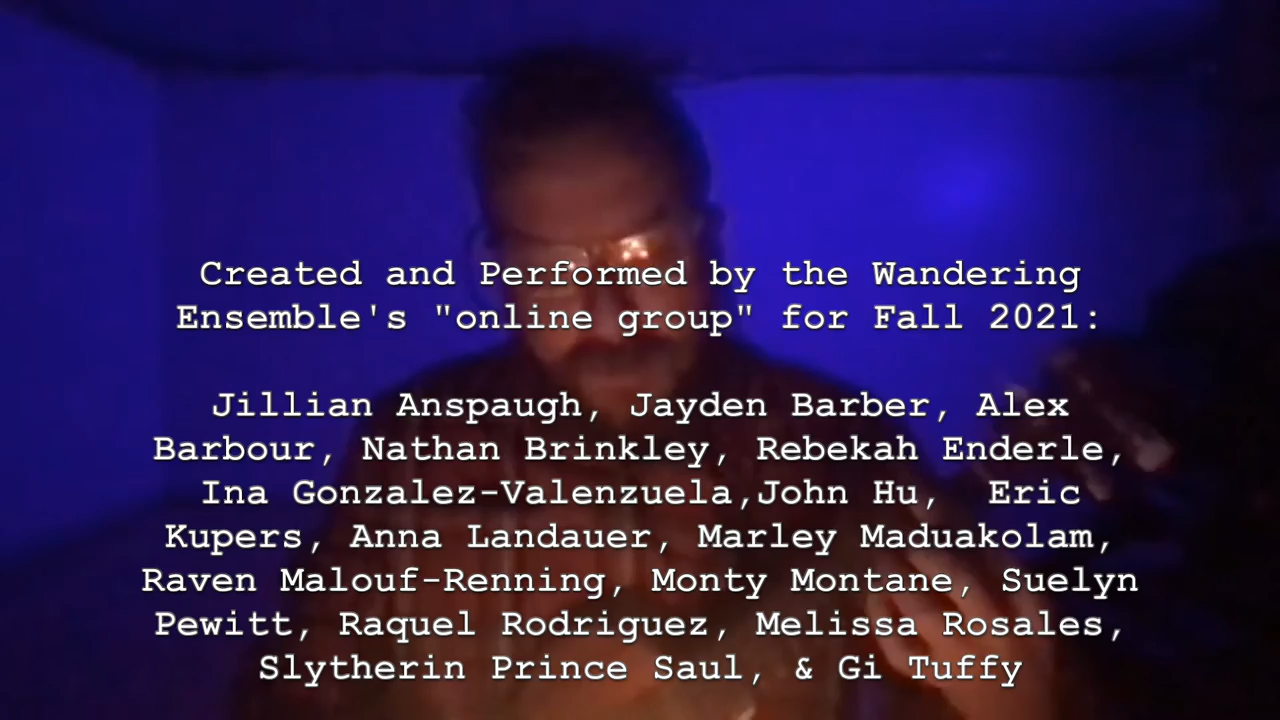 Created and Performed by the Wandering
Ensemble's "online group" for Fall 2021:
Jillian Anspaugh, Jayden Barber, Alex
Barbour, Nathan Brinkley, Rebekah Enderle,
Ina Gonzalez-Valenzuela,John Hu,  Eric
Kupers, Anna Landauer, Marley Maduakolam,
Raven Malouf-Renning, Monty Montane, Suelyn
Pewitt, Raquel Rodriguez, Melissa Rosales,
Slytherin Prince Saul, & Gi Tuffy